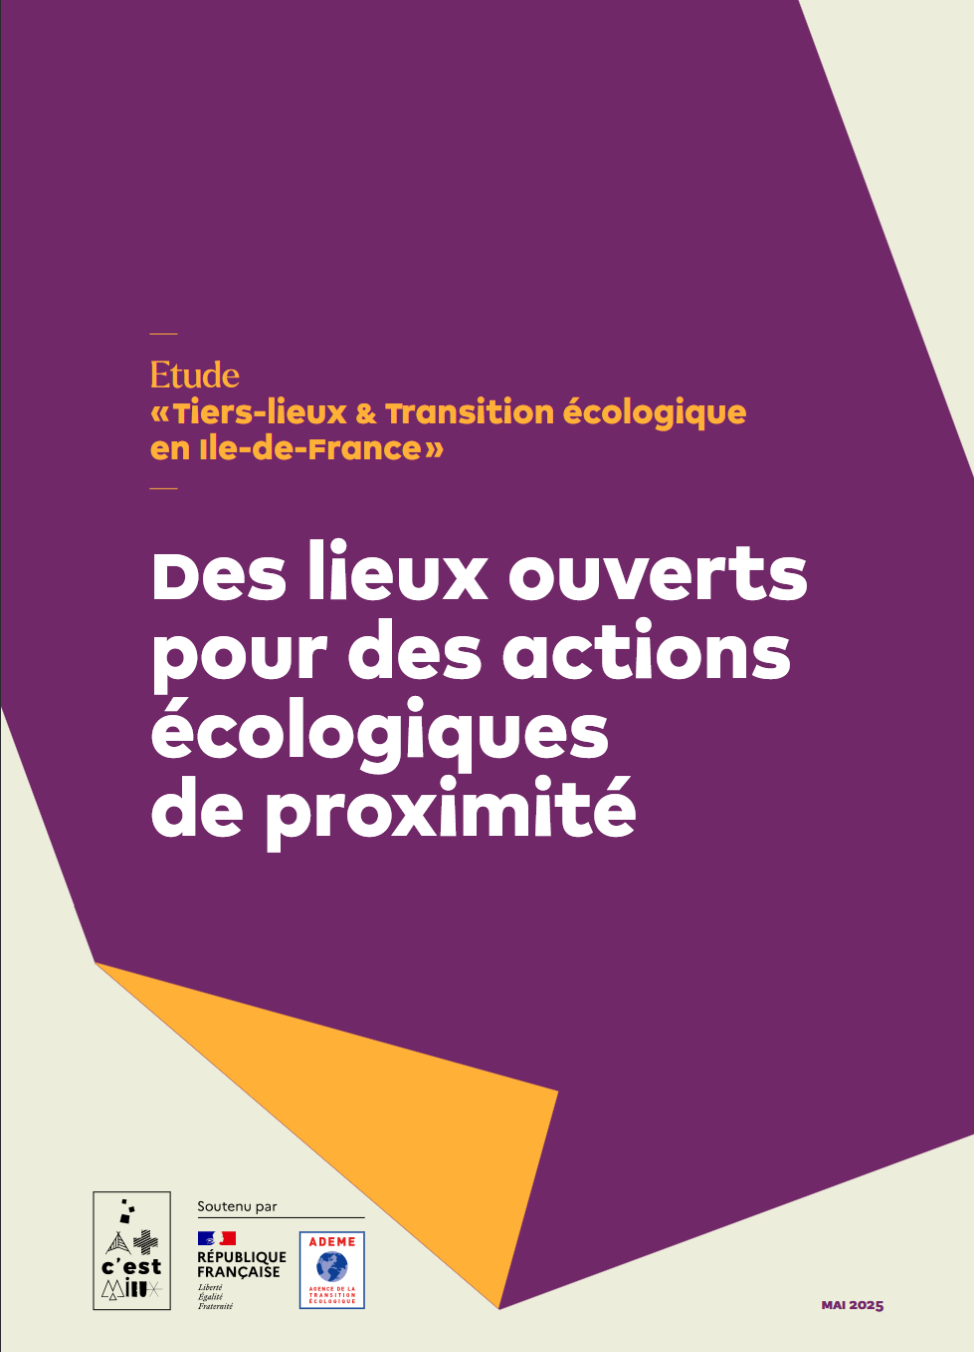 Etude
« Tiers-lieux & Transition écologique
en Ile-de-France »
Des lieux ouverts
pour des actions
écologiques
de proximité
A+
c'est
Mieux
Soutenu par
RÉPUBLIQUE
FRANÇAISE
Liberté
Égalité
Fraternité
ADEME
AGENCE DE LA
TRANSITION
ÉCOLOGIQUE
MAI 2025